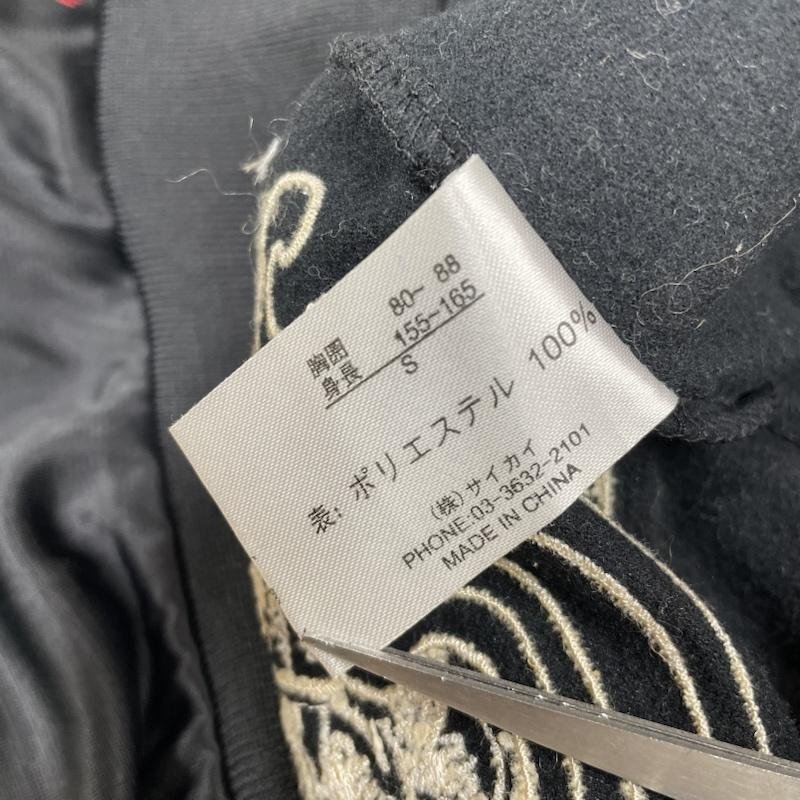 胸囲 80- 88
身長 155-165
S
表: ポリエステル 100%
(株)サイカイ
PHONE:03-3632-2101
MADE IN CHINA